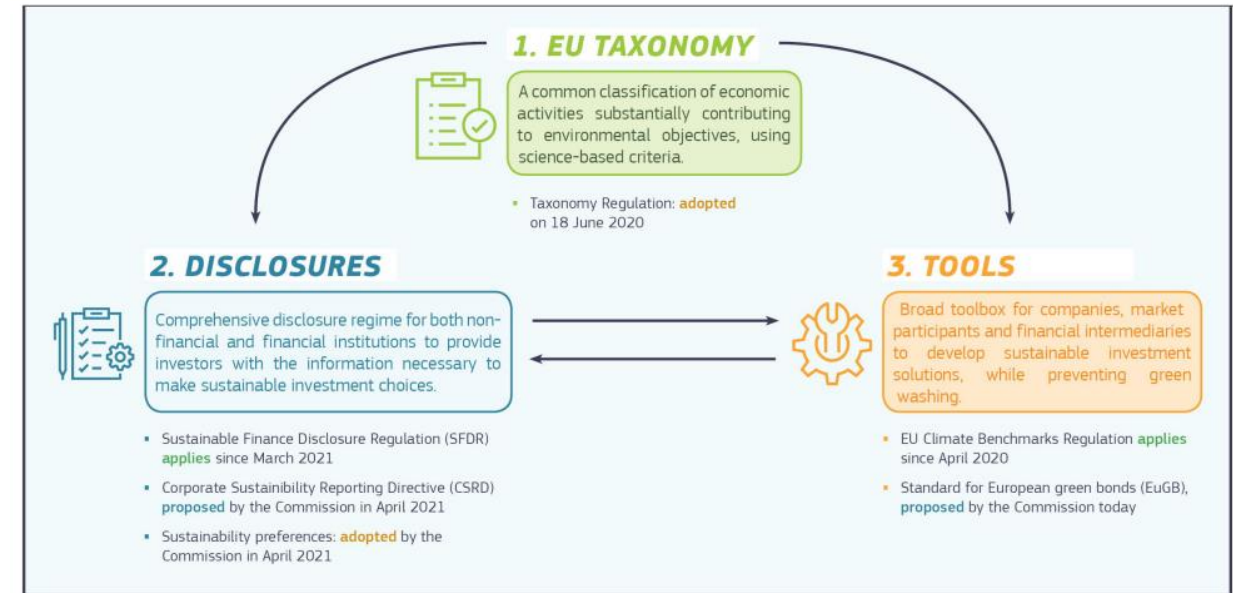 1. EU TAXONOMY
A common classification of economic
activities substantially contributing
to environmental objectives, using
science-based criteria.
▪ Taxonomy Regulation: adopted
on 18 June 2020
2. DISCLOSURES
Comprehensive disclosure regime for both non-
financial and financial institutions to provide
investors with the information necessary to
make sustainable investment choices.
▪ Sustainable Finance Disclosure Regulation (SFDR)
applies since March 2021
▪ Corporate Sustainibility Reporting Directive (CSRD)
proposed by the Commission in April 2021
▪ Sustainability preferences: adopted by the
Commission in April 2021
3. TOOLS
Broad toolbox for companies, market
participants and financial intermediaries
to develop sustainable investment
solutions, while preventing green
washing.
▪ EU Climate Benchmarks Regulation applies
since April 2020
▪ Standard for European green bonds (EuGB),
proposed by the Commission today